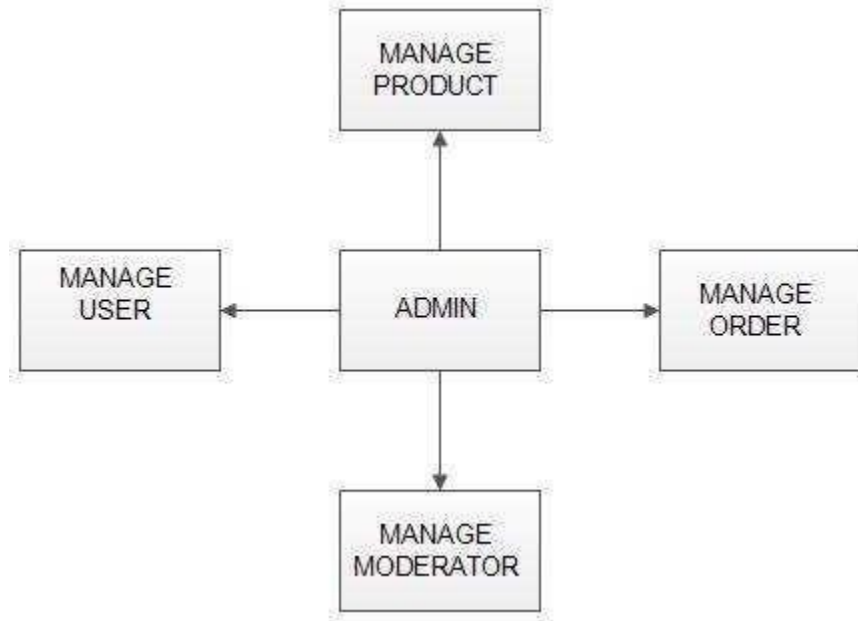 MANAGE
PRODUCT
MANAGE
USER
ADMIN
MANAGE
ORDER
MANAGE
MODERATOR